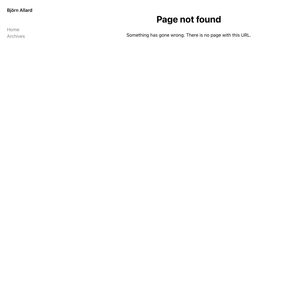 Björn Allard
Home
Archives
Page not found
Something has gone wrong. There is no page with this URL.